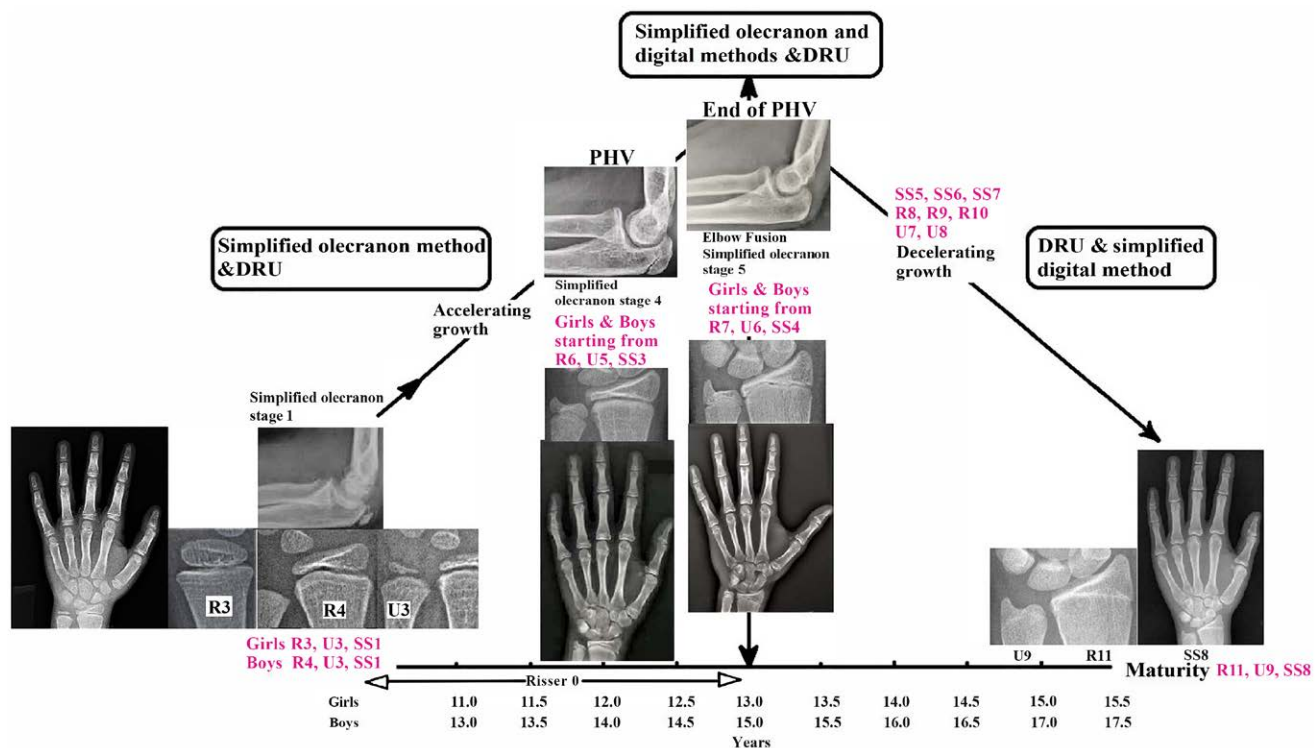 Simplified olecranon and
digital methods &DRU
End of PHV
PHV
SS5, SS6, SS7
R8, R9, R10
U7, U8
Decelerating
growth
Simplified olecranon method
&DRU
DRU & simplified
digital method
Elbow Fusion
Simplified olecranon
stage 5
Simplified
olecranon stage 4
Girls & Boys
starting from
R7, U6, SS4
Accelerating
growth
Girls & Boys
starting from
R6, U5, SS3
Simplified olecranon
stage 1
R3
R4
U3
Girls R3, U3, SS1
Boys R4, U3, SS1
U9 R11 SS8
Maturity R11, U9, SS8
Risser 0
Girls 11.0 11.5 12.0 12.5 13.0 13.5 14.0 14.5 15.0 15.5
Boys 13.0 13.5 14.0 14.5 15.0 15.5 16.0 16.5 17.0 17.5
Years